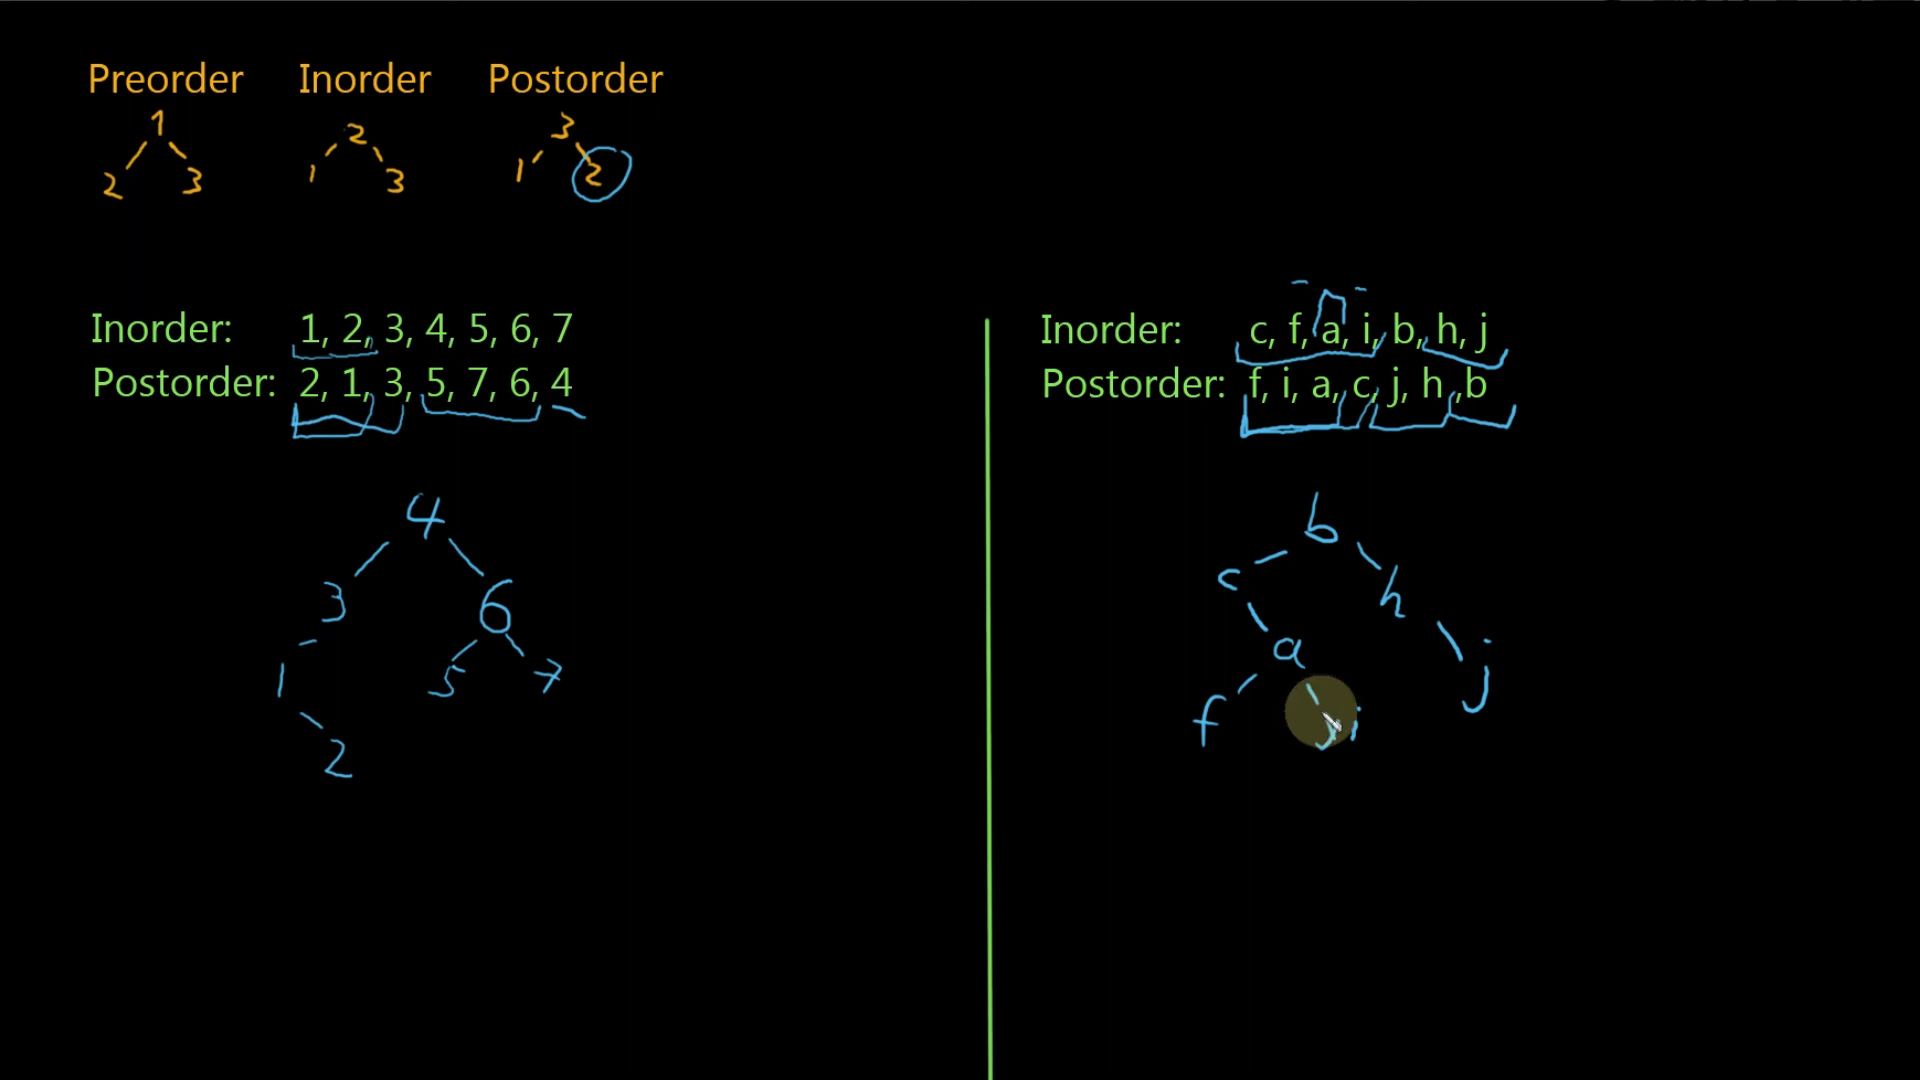 Preorder Inorder Postorder
1 2 3
2 3 1 3 1 2
Inorder: 1, 2, 3, 4, 5, 6, 7
Postorder: 2, 1, 3, 5, 7, 6, 4
4
3 6
1 5 7
2
Inorder: c, f, a, i, b, h, j
Postorder: f, i, a, c, j, h ,b
b
c h
a j
f i